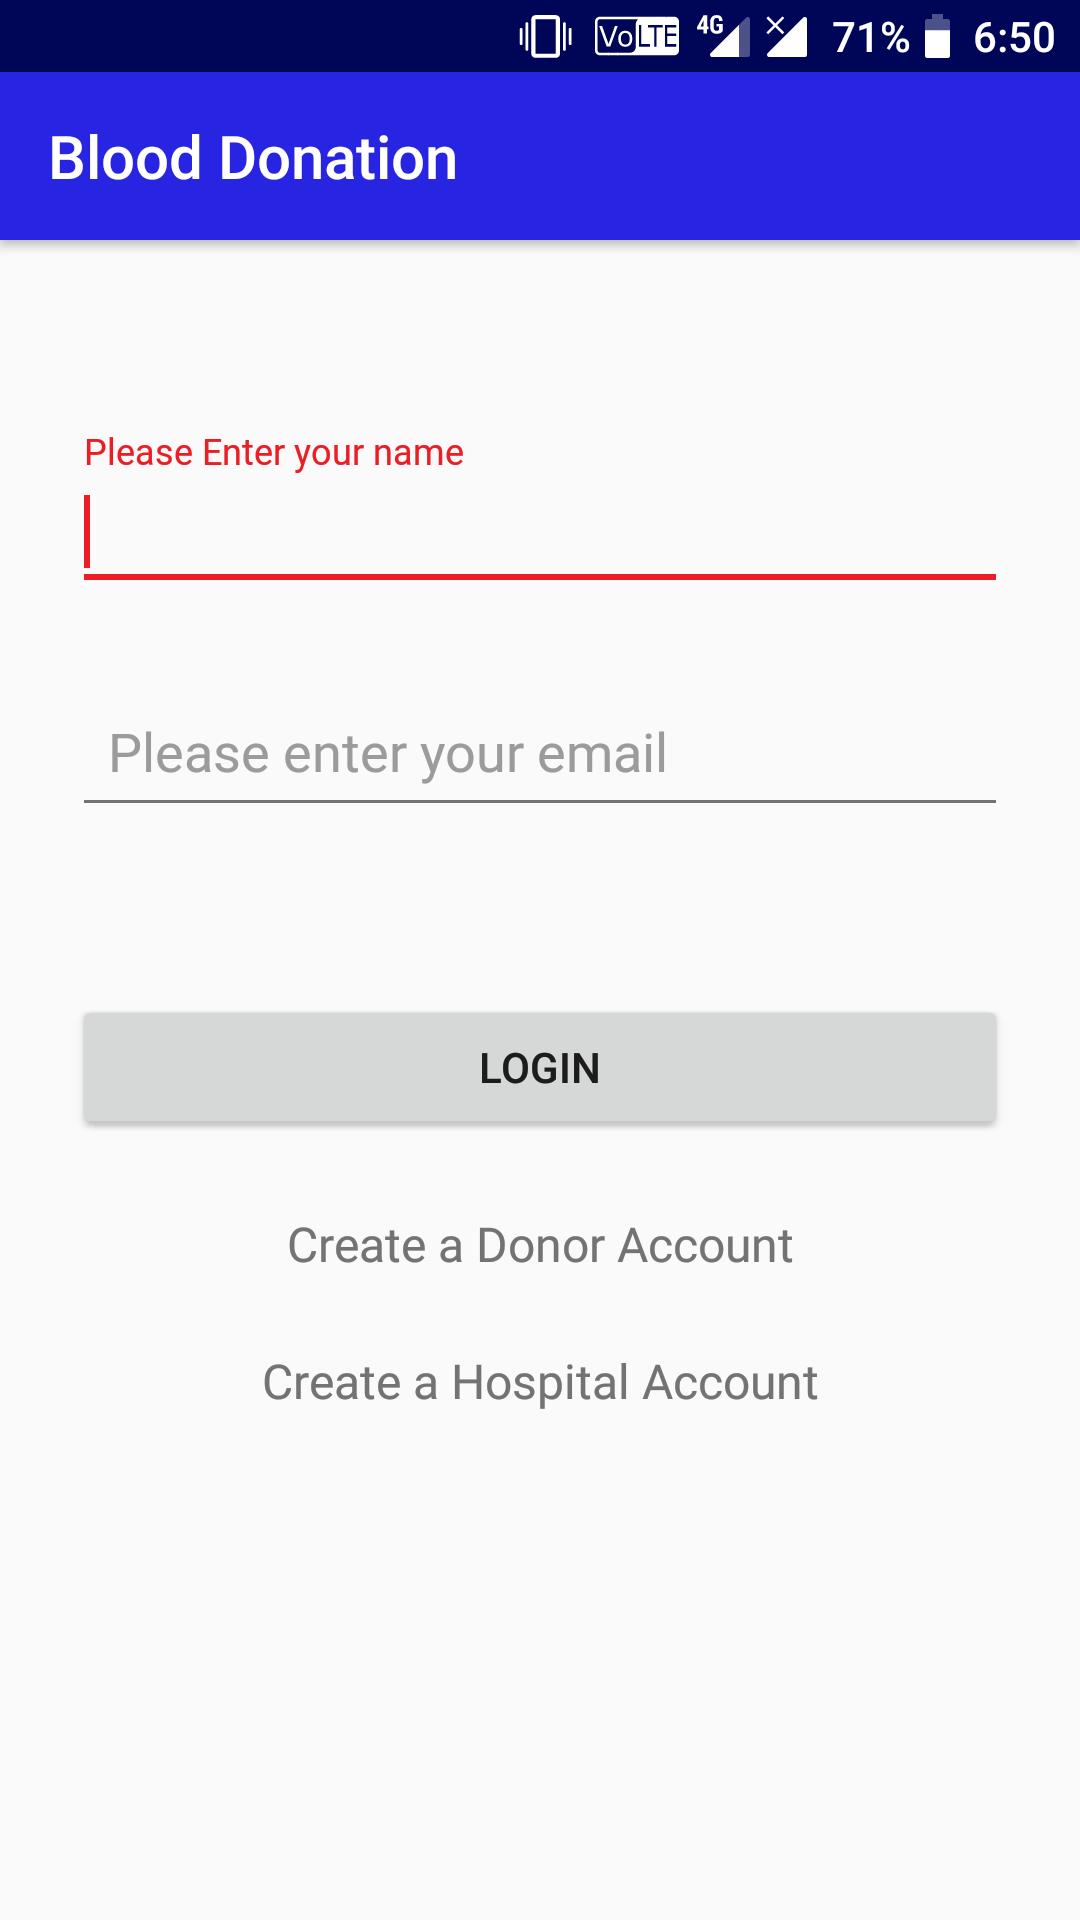 VoLTE 4G 71% 6:50
Blood Donation
Please Enter your name
Please enter your email
LOGIN
Create a Donor Account
Create a Hospital Account